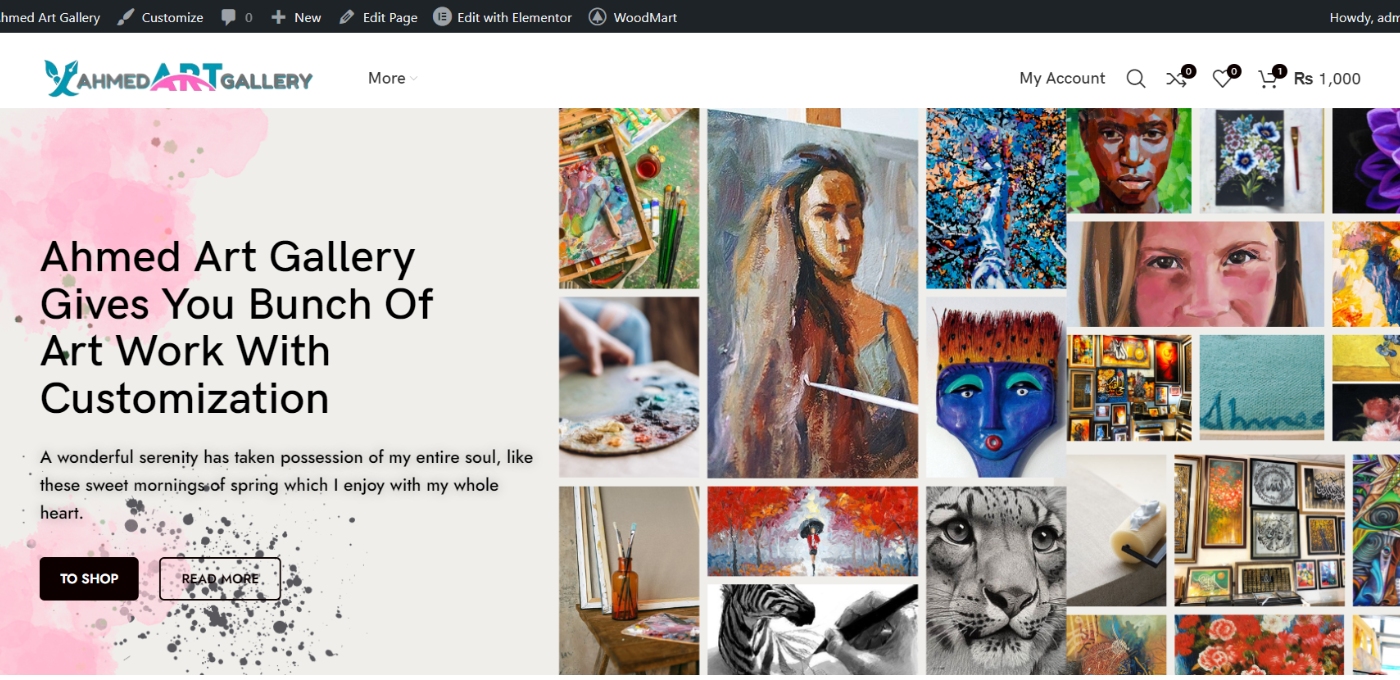 hmed Art Gallery Customize 0 New Edit Page Edit with Elementor WoodMart Howdy, adm
AHMED ART GALLERY More My Account 0 0 1 Rs 1,000
Ahmed Art Gallery
Gives You Bunch Of
Art Work With
Customization
A wonderful serenity has taken possession of my entire soul, like
these sweet mornings of spring which I enjoy with my whole
heart.
TO SHOP READ MORE
Ahmed